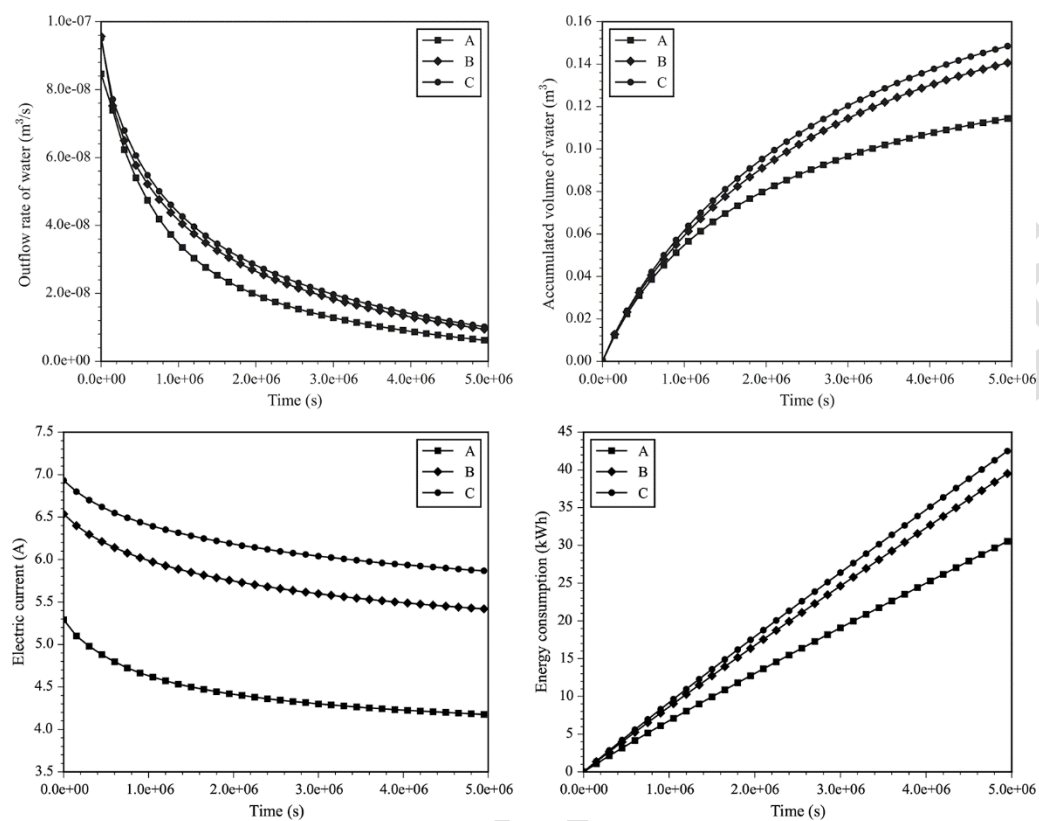 Outflow rate of water (m³/s)
1.0e-07
8.0e-08
6.0e-08
4.0e-08
2.0e-08
0.0e+00
A
B
C
0.0e+00 1.0e+06 2.0e+06 3.0e+06 4.0e+06 5.0e+06
Time (s)
Accumulated volume of water (m³)
0.16
0.14
0.12
0.10
0.08
0.06
0.04
0.02
0.00
A
B
C
0.0e+00 1.0e+06 2.0e+06 3.0e+06 4.0e+06 5.0e+06
Time (s)
Electric current (A)
7.5
7.0
6.5
6.0
5.5
5.0
4.5
4.0
3.5
A
B
C
0.0e+00 1.0e+06 2.0e+06 3.0e+06 4.0e+06 5.0e+06
Time (s)
Energy consumption (kWh)
45
40
35
30
25
20
15
10
5
0
A
B
C
0.0e+00 1.0e+06 2.0e+06 3.0e+06 4.0e+06 5.0e+06
Time (s)